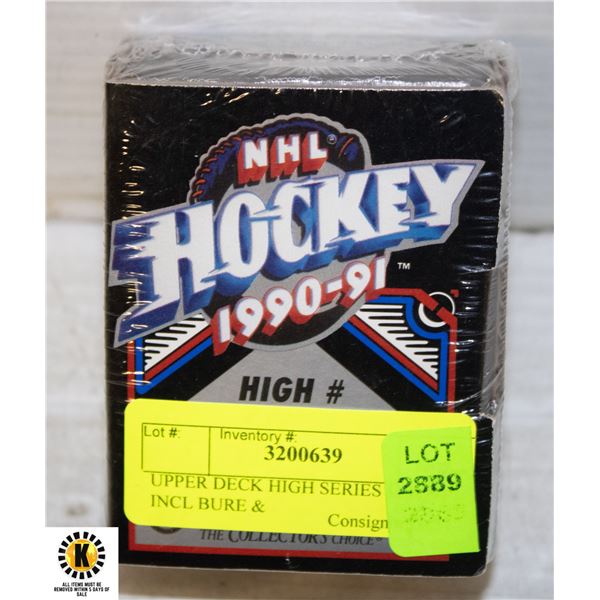 NHL
HOCKEY
1990-91 ™
HIGH #
Lot #: Inventory #:
3200639
LOT
2889
UPPER DECK HIGH SERIES
INCL BURE &
Consign
THE COLLECTOR'S CHOICE®
K
ALL ITEMS MUST BE
REMOVED WITHIN 5 DAYS OF
SALE